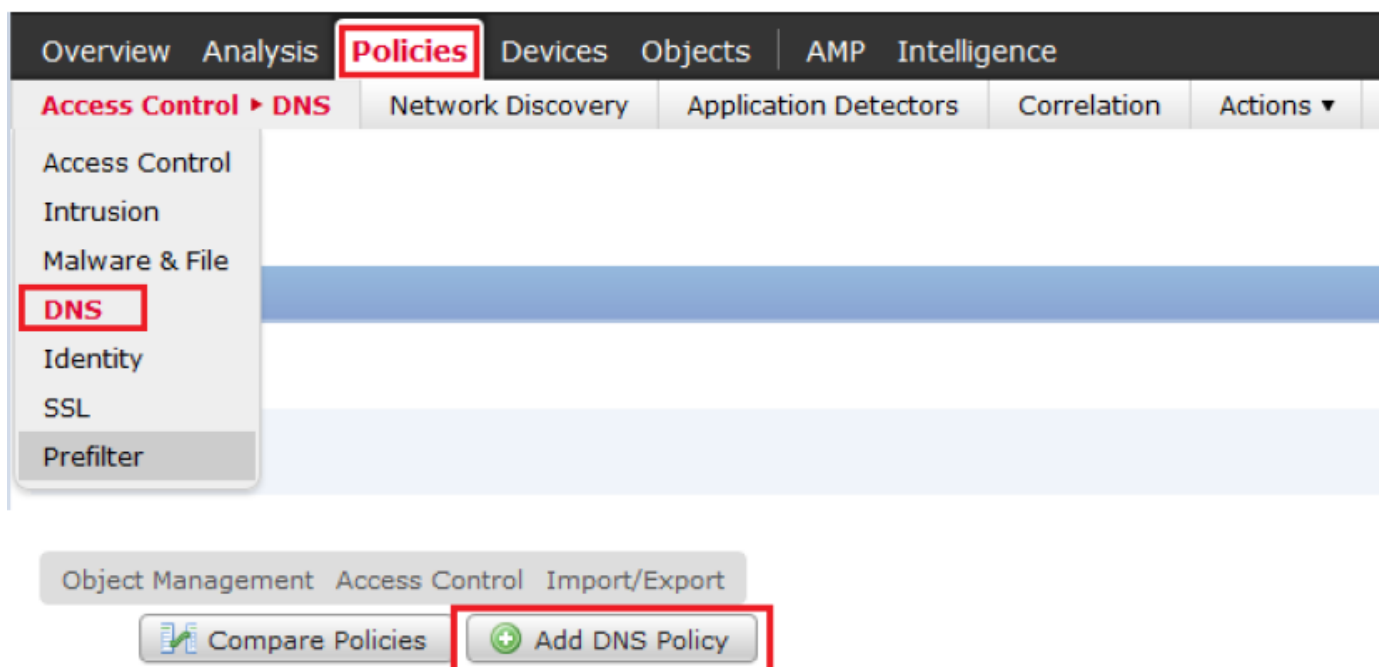 Overview Analysis Policies Devices Objects AMP Intelligence
Access Control ▸ DNS Network Discovery Application Detectors Correlation Actions ▾
Access Control
Intrusion
Malware & File
DNS
Identity
SSL
Prefilter
Object Management Access Control Import/Export
Compare Policies Add DNS Policy